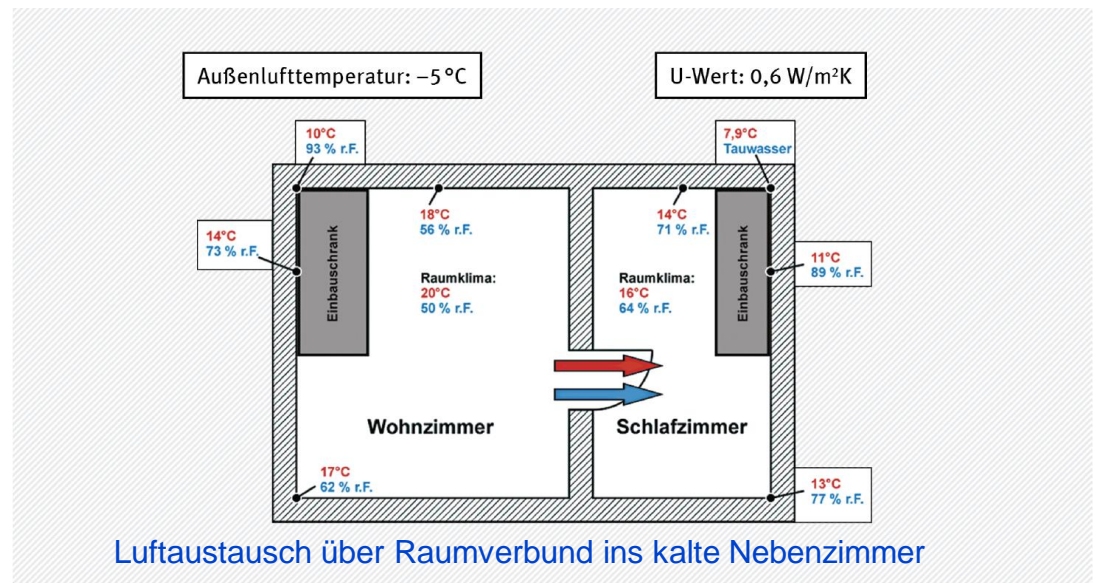 Außenlufttemperatur: –5 °C
U-Wert: 0,6 W/m²K
10°C
93 % r.F.
7,9°C
Tauwasser
18°C
56 % r.F.
14°C
71 % r.F.
14°C
73 % r.F.
Einbauschrank
Raumklima:
20°C
50 % r.F.
Raumklima:
16°C
64 % r.F.
Einbauschrank
11°C
89 % r.F.
Wohnzimmer
Schlafzimmer
17°C
62 % r.F.
13°C
77 % r.F.
Luftaustausch über Raumverbund ins kalte Nebenzimmer